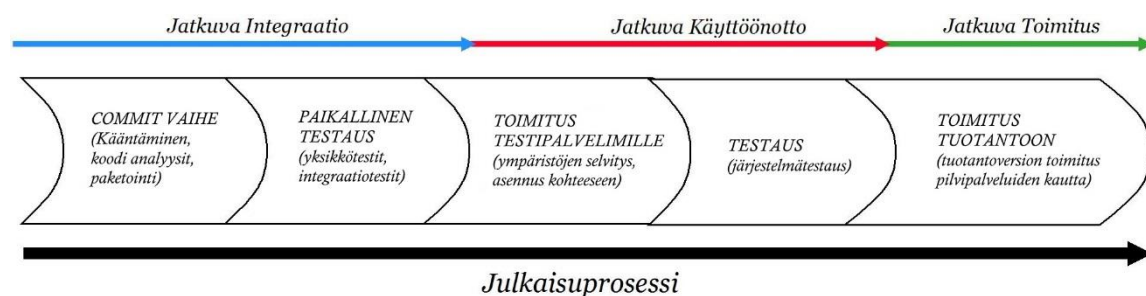 Jatkuva Integraatio
Jatkuva Käyttöönotto
Jatkuva Toimitus
COMMIT VAIHE
(Kääntäminen,
koodi analyysit,
paketointi)
PAIKALLINEN
TESTAUS
(yksikkötestit,
integraatiotestit)
TOIMITUS
TESTIPALVELIMILLE
(ympäristöjen selvitys,
asennus kohteeseen)
TESTAUS
(järjestelmätestaus)
TOIMITUS
TUOTANTOON
(tuotantoversion toimitus
pilvipalveluiden kautta)
Julkaisuprosessi